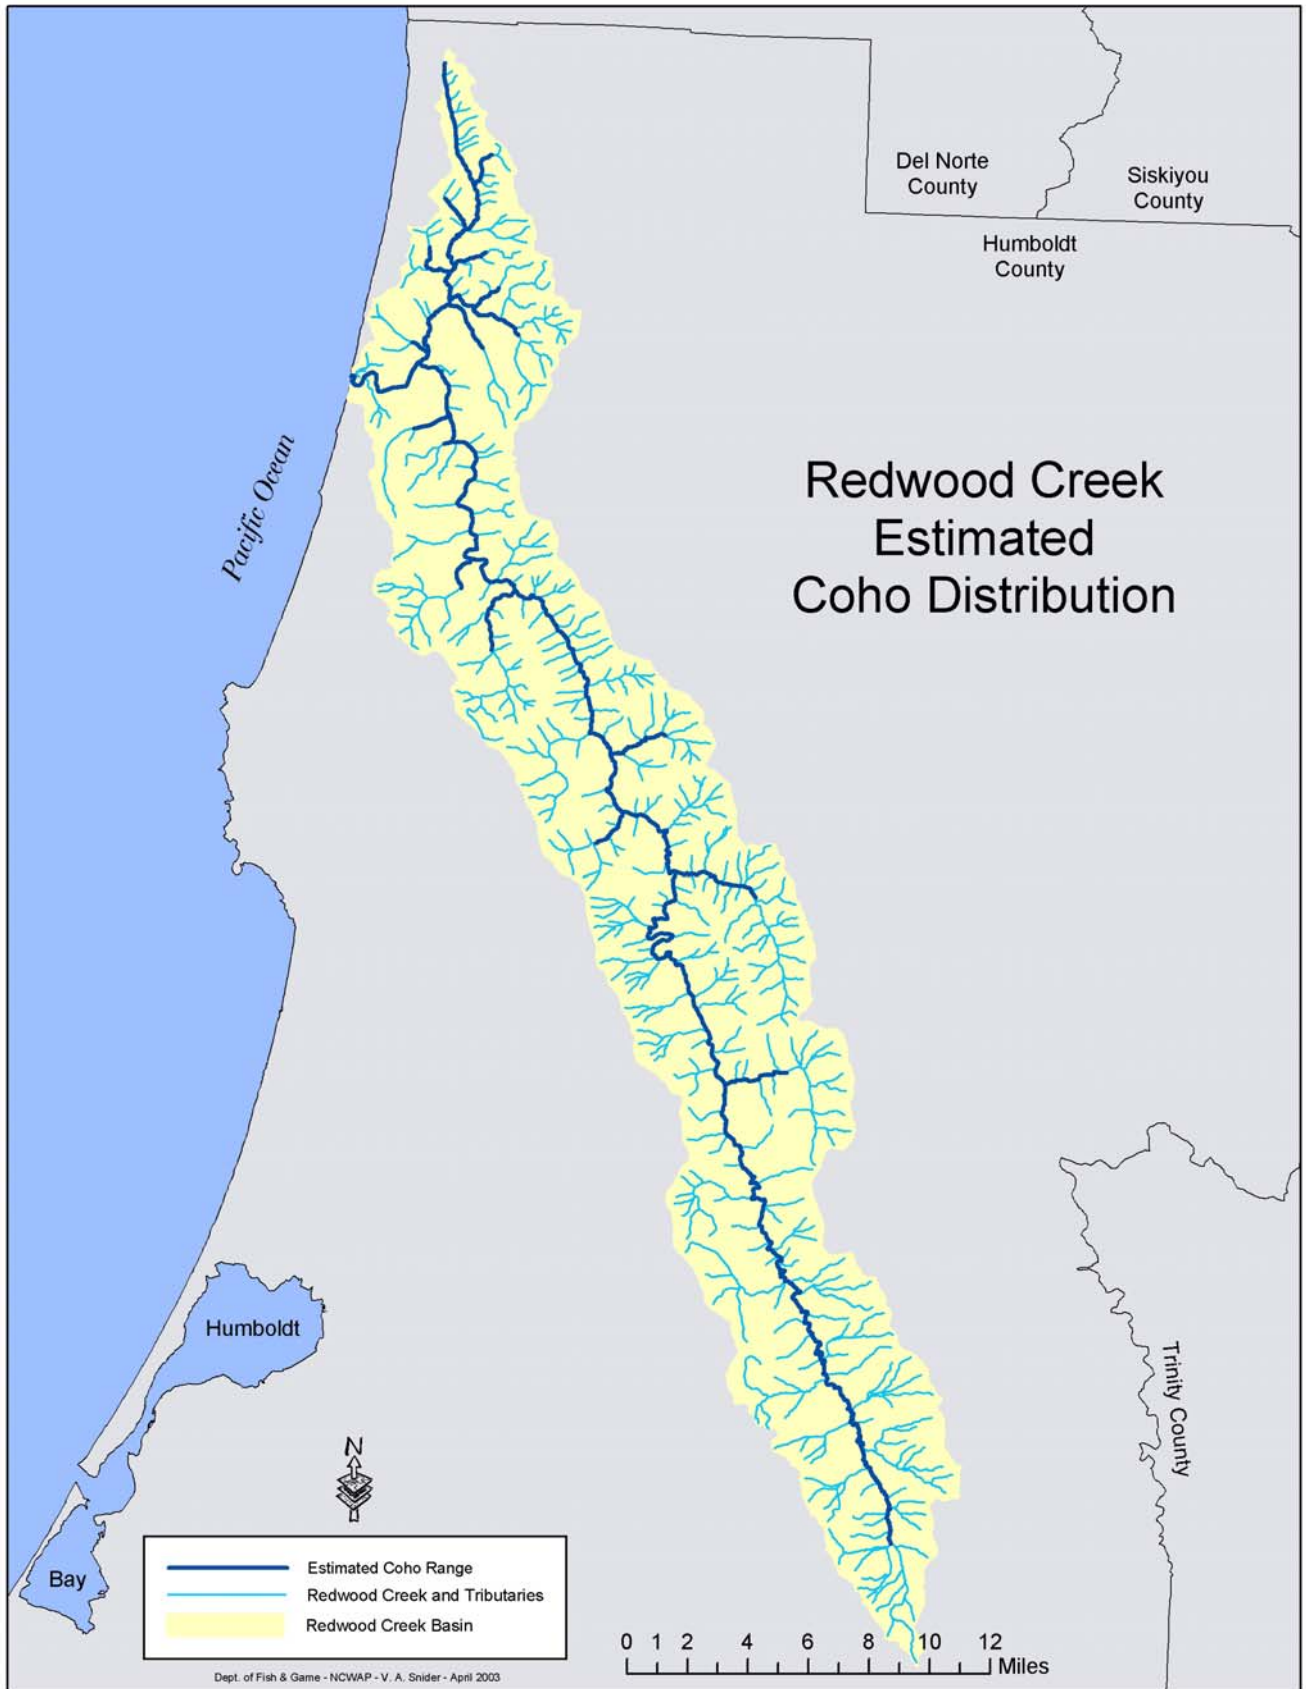 Del Norte
County
Siskiyou
County
Humboldt
County
Pacific Ocean
Redwood Creek
Estimated
Coho Distribution
Humboldt
Trinity County
N
Bay
Estimated Coho Range
Redwood Creek and Tributaries
Redwood Creek Basin
0 1 2 4 6 8 10 12
Miles
Dept. of Fish & Game - NCWAP - V. A. Snider - April 2003